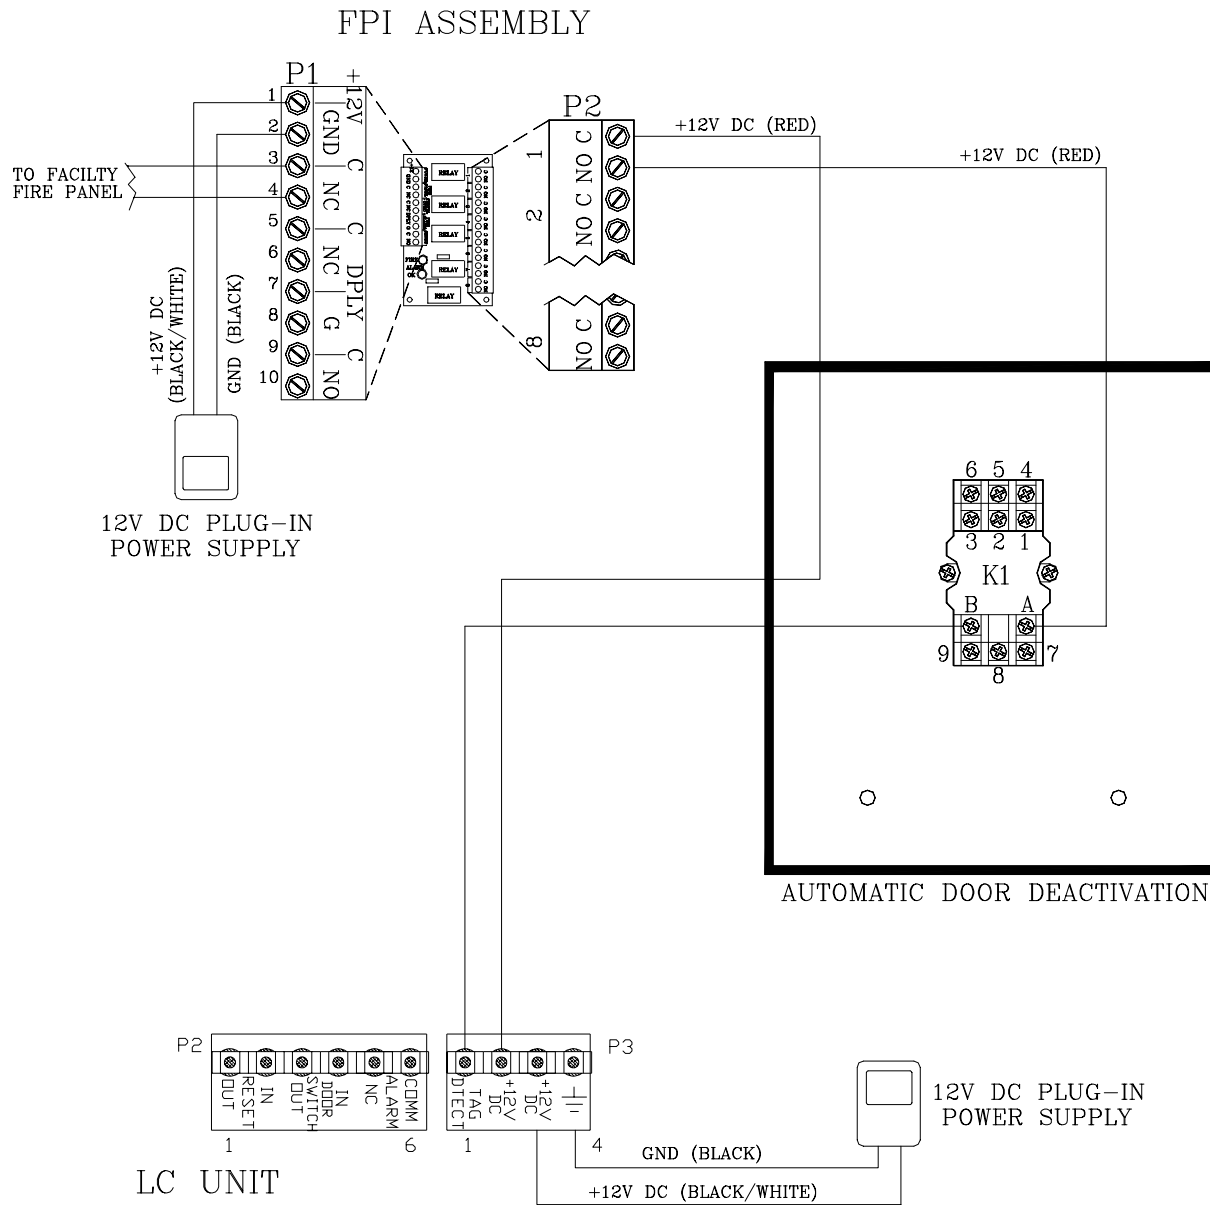 FPI ASSEMBLY
P1
1
2
3
4
5
6
7
8
9
10
+12V
GND
C
NC
C
NC
DPLY
G
C
NO
TO FACILTY
FIRE PANEL
+12V DC
(BLACK/WHITE)
GND (BLACK)
12V DC PLUG-IN
POWER SUPPLY
RELAY
RELAY
RELAY
RELAY
RELAY
FIRE
ALARM
OK
P2
1
NO C
2
NO C
8
NO C
+12V DC (RED)
+12V DC (RED)
6 5 4
3 2 1
K1
B A
9 7
8
AUTOMATIC DOOR DEACTIVATION
P2
OUT
RESET
IN
OUT
SWITCH
DOOR
IN
NC
ALARM
COMM
1 6
LC UNIT
P3
DTECT
TAG
+12V
DC
+12V
DC
1 4
GND (BLACK)
+12V DC (BLACK/WHITE)
12V DC PLUG-IN
POWER SUPPLY